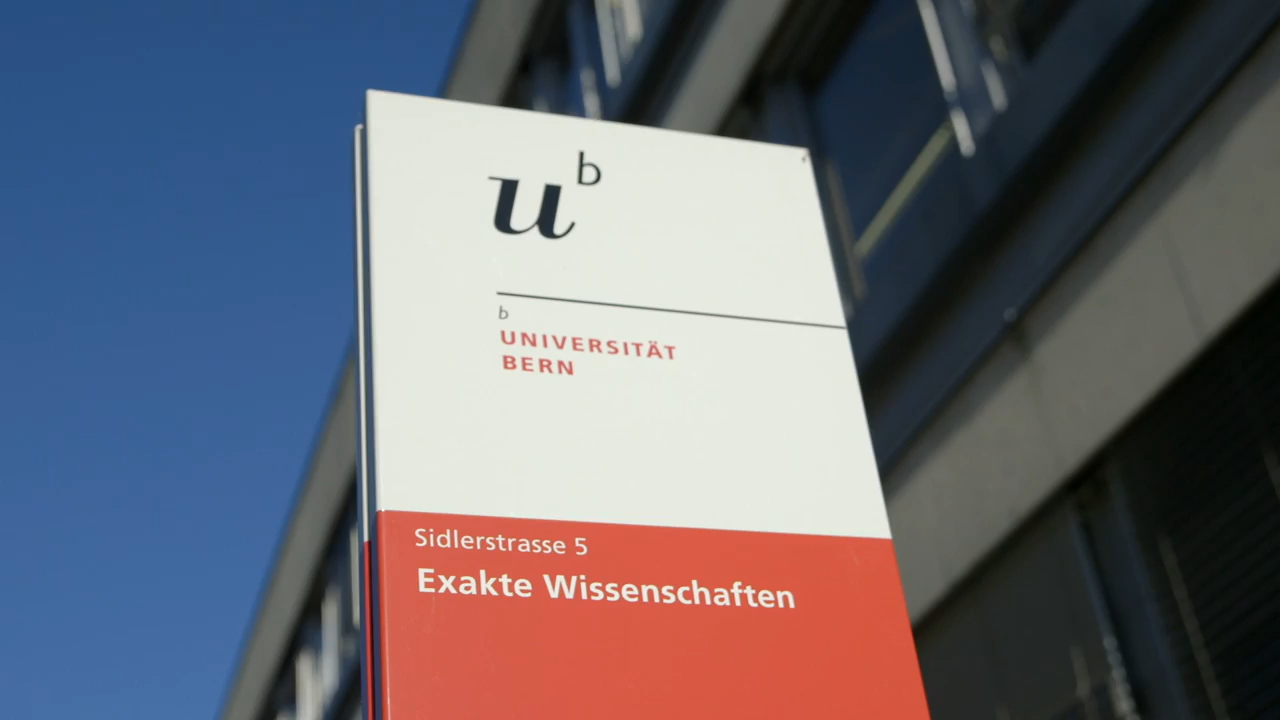 u b
b
UNIVERSITÄT
BERN
Sidlerstrasse 5
Exakte Wissenschaften